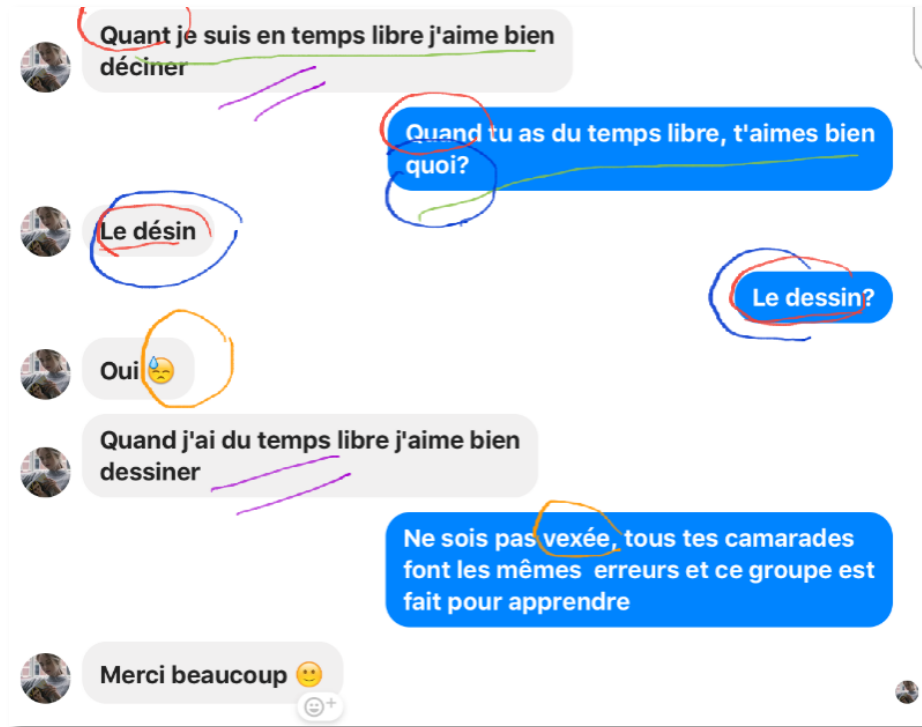 Quant je suis en temps libre j'aime bien
déciner
Quand tu as du temps libre, t'aimes bien
quoi?
Le désin
Le dessin?
Oui 😓
Quand j'ai du temps libre j'aime bien
dessiner
Ne sois pas vexée, tous tes camarades
font les mêmes  erreurs et ce groupe est
fait pour apprendre
Merci beaucoup 🙂